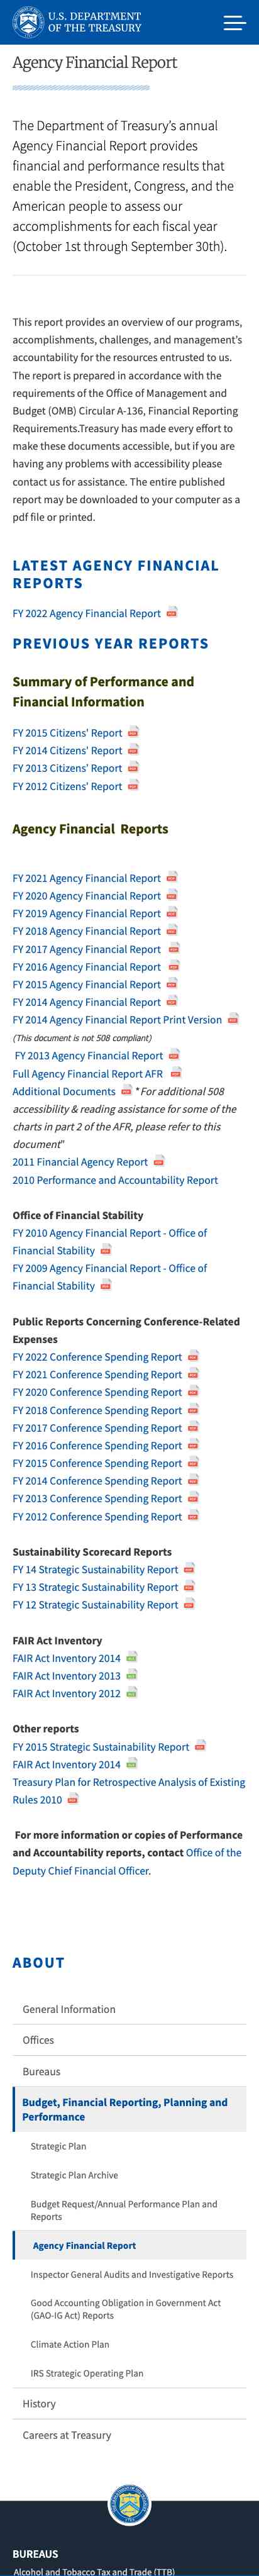 U.S. DEPARTMENT
OF THE TREASURY
Agency Financial Report
The Department of Treasury's annual
Agency Financial Report provides
financial and performance results that
enable the President, Congress, and the
American people to assess our
accomplishments for each fiscal year
(October 1st through September 30th).
This report provides an overview of our programs,
accomplishments, challenges, and management's
accountability for the resources entrusted to us.
The report is prepared in accordance with the
requirements of the Office of Management and
Budget (OMB) Circular A-136, Financial Reporting
Requirements.Treasury has made every effort to
make these documents accessible, but if you are
having any problems with accessibility please
contact us for assistance. The entire published
report may be downloaded to your computer as a
pdf file or printed.
LATEST AGENCY FINANCIAL
REPORTS
FY 2022 Agency Financial Report
PREVIOUS YEAR REPORTS
Summary of Performance and
Financial Information
FY 2015 Citizens' Report
FY 2014 Citizens' Report
FY 2013 Citizens' Report
FY 2012 Citizens' Report
Agency Financial Reports
FY 2021 Agency Financial Report
FY 2020 Agency Financial Report
FY 2019 Agency Financial Report
FY 2018 Agency Financial Report
FY 2017 Agency Financial Report
FY 2016 Agency Financial Report
FY 2015 Agency Financial Report
FY 2014 Agency Financial Report
FY 2014 Agency Financial Report Print Version
(This document is not 508 compliant)
FY 2013 Agency Financial Report
Full Agency Financial Report AFR
Additional Documents *For additional 508
accessibility & reading assistance for some of the
charts in part 2 of the AFR, please refer to this
document"
2011 Financial Agency Report
2010 Performance and Accountability Report
Office of Financial Stability
FY 2010 Agency Financial Report - Office of
Financial Stability
FY 2009 Agency Financial Report - Office of
Financial Stability
Public Reports Concerning Conference-Related
Expenses
FY 2022 Conference Spending Report
FY 2021 Conference Spending Report
FY 2020 Conference Spending Report
FY 2018 Conference Spending Report
FY 2017 Conference Spending Report
FY 2016 Conference Spending Report
FY 2015 Conference Spending Report
FY 2014 Conference Spending Report
FY 2013 Conference Spending Report
FY 2012 Conference Spending Report
Sustainability Scorecard Reports
FY 14 Strategic Sustainability Report
FY 13 Strategic Sustainability Report
FY 12 Strategic Sustainability Report
FAIR Act Inventory
FAIR Act Inventory 2014
FAIR Act Inventory 2013
FAIR Act Inventory 2012
Other reports
FY 2015 Strategic Sustainability Report
FAIR Act Inventory 2014
Treasury Plan for Retrospective Analysis of Existing
Rules 2010
For more information or copies of Performance
and Accountability reports, contact Office of the
Deputy Chief Financial Officer.
ABOUT
General Information
Offices
Bureaus
Budget, Financial Reporting, Planning and
Performance
Strategic Plan
Strategic Plan Archive
Budget Request/Annual Performance Plan and
Reports
Agency Financial Report
Inspector General Audits and Investigative Reports
Good Accounting Obligation in Government Act
(GAO-IG Act) Reports
Climate Action Plan
IRS Strategic Operating Plan
History
Careers at Treasury
BUREAUS
Alcohol and Tobacco Tax and Trade (TTB)